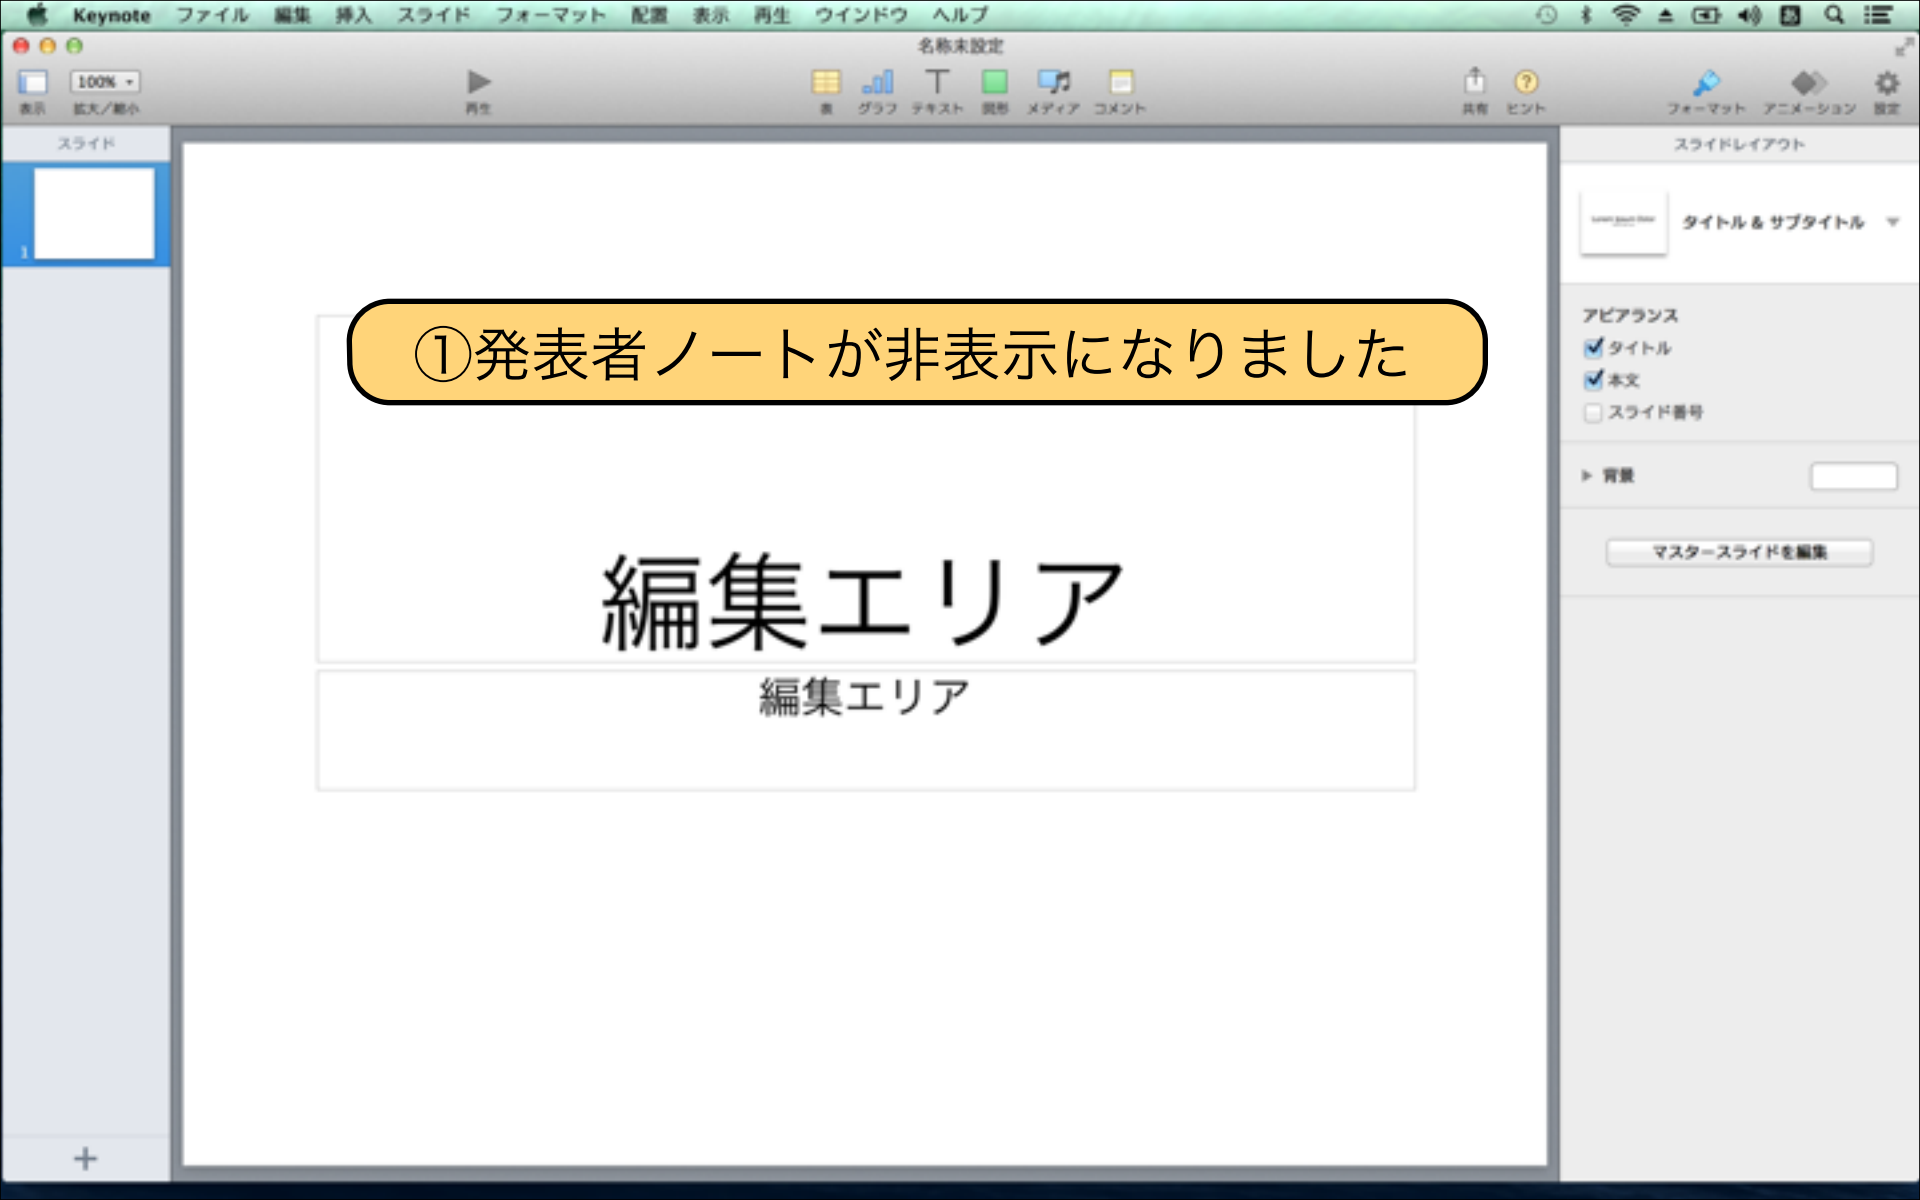 Keynote ファイル 編集 挿入 スライド フォーマット 配置 表示 再生 ウインドウ ヘルプ
名称未設定
100%
表示 拡大／縮小 再生 表 グラフ テキスト 図形 メディア コメント 共有 ヒント フォーマット アニメーション 設定
スライド
スライドレイアウト
1
タイトル & サブタイトル
アピアランス
タイトル
本文
スライド番号
背景
マスタースライドを編集
①発表者ノートが非表示になりました
編集エリア
編集エリア